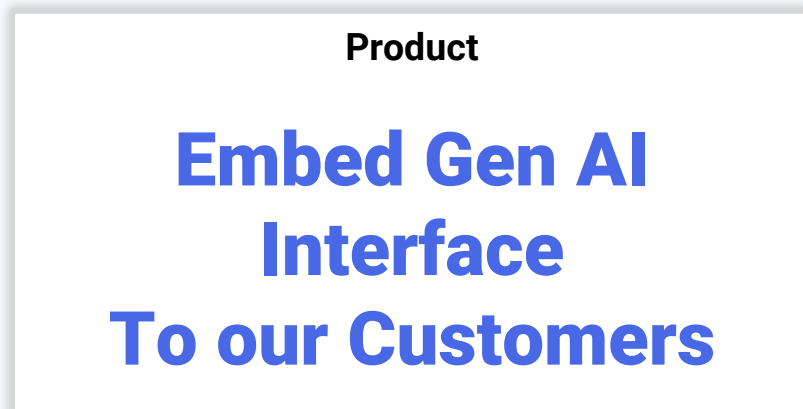 Product
Embed Gen AI
Interface
To our Customers